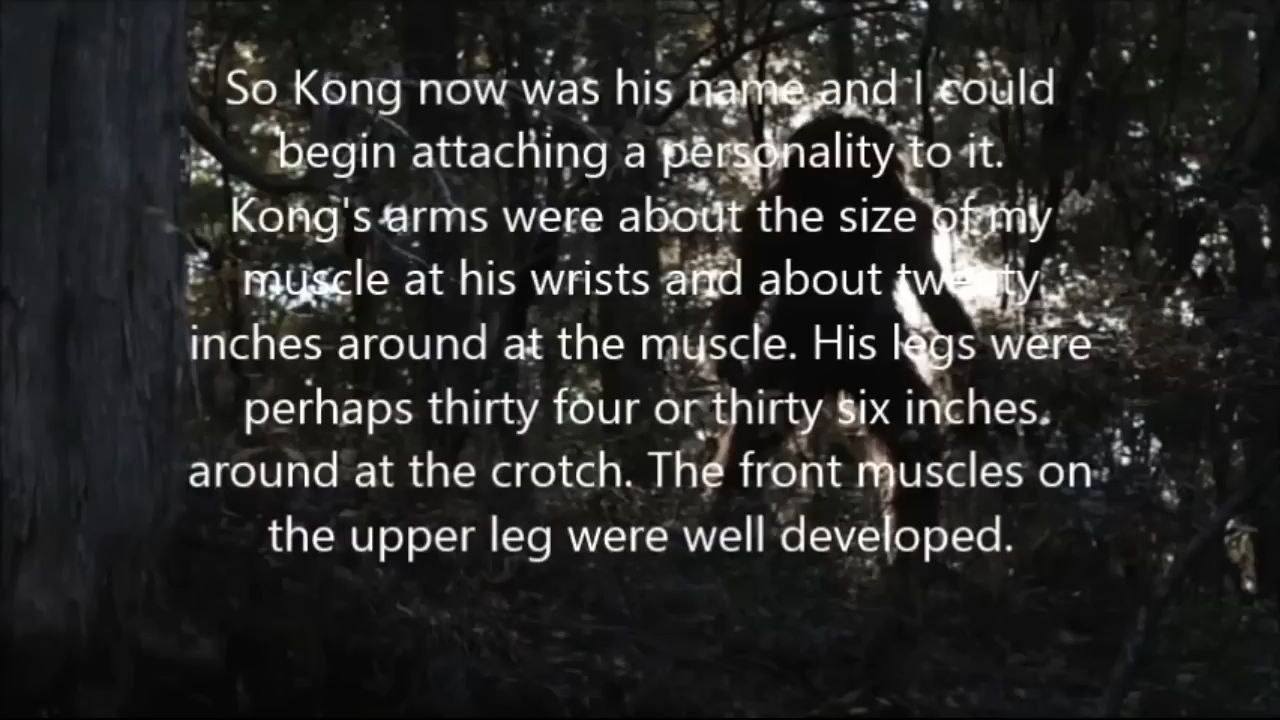 So Kong now was his name and I could
begin attaching a personality to it.
Kong's arms were about the size of my
muscle at his wrists and about twenty
inches around at the muscle. His legs were
perhaps thirty four or thirty six inches.
around at the crotch. The front muscles on
the upper leg were well developed.